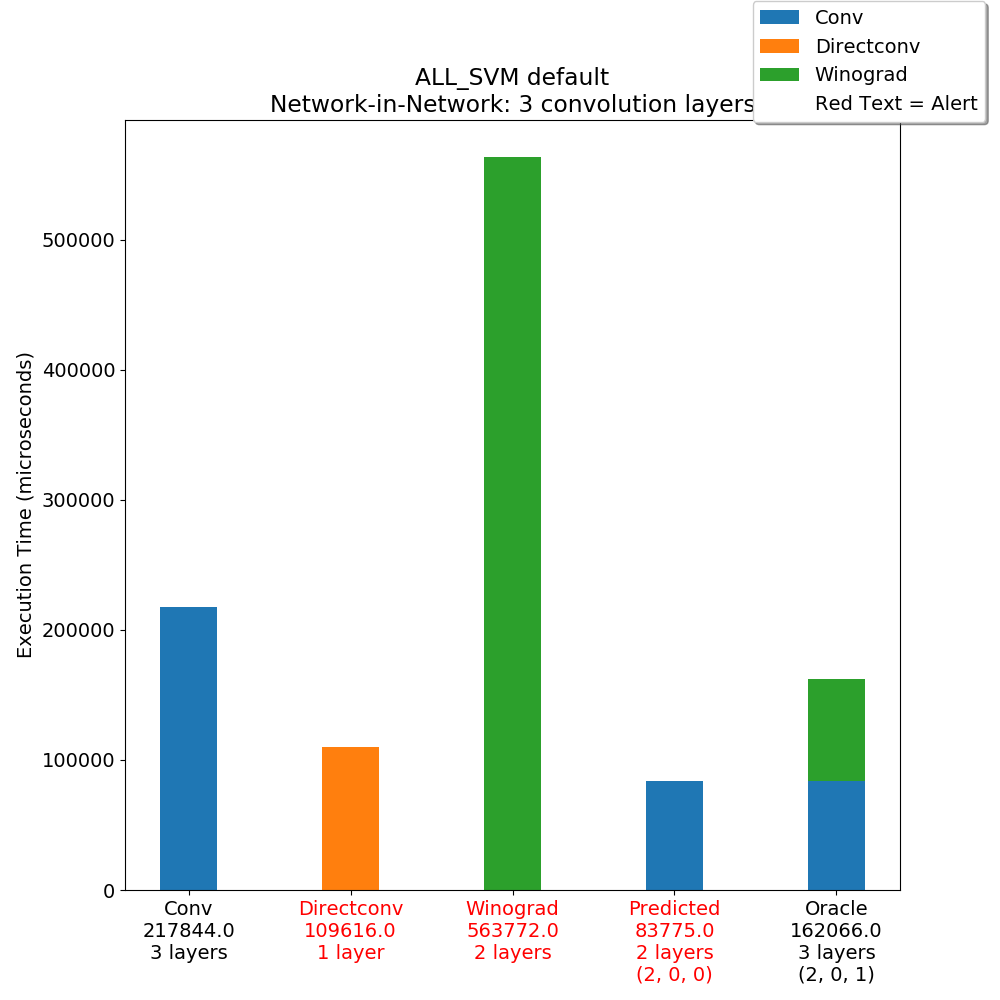 Conv
Directconv
Winograd
Red Text = Alert
ALL_SVM default
Network-in-Network: 3 convolution layers
Execution Time (microseconds)
500000
400000
300000
200000
100000
0
Conv
217844.0
3 layers
Directconv
109616.0
1 layer
Winograd
563772.0
2 layers
Predicted
83775.0
2 layers
(2, 0, 0)
Oracle
162066.0
3 layers
(2, 0, 1)